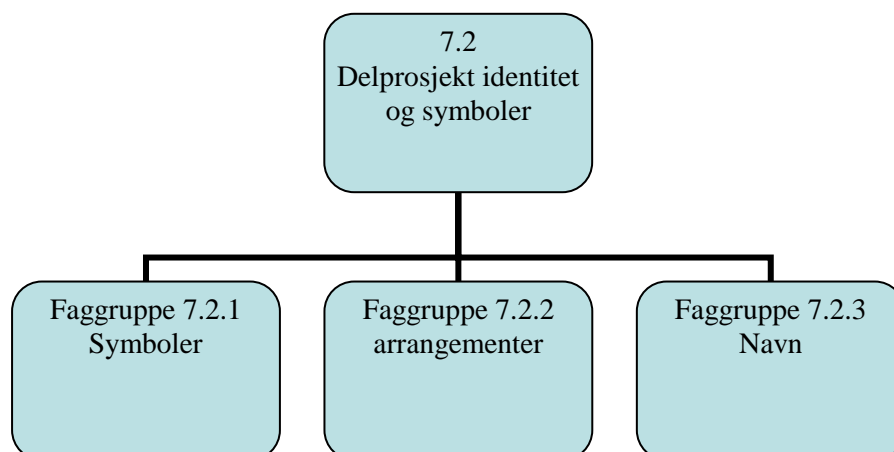 7.2
Delprosjekt identitet
og symboler
Faggruppe 7.2.1
Symboler
Faggruppe 7.2.2
arrangementer
Faggruppe 7.2.3
Navn